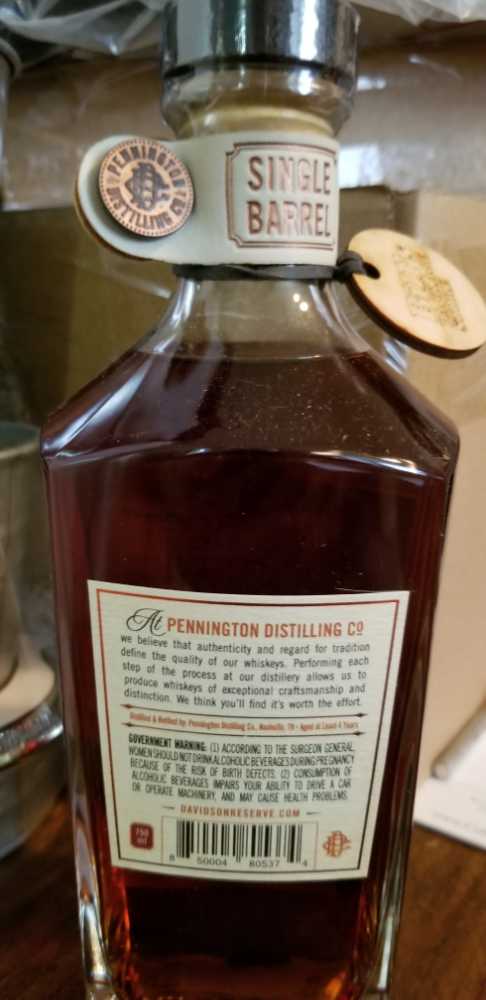 PENNINGTON
DISTILLING Co
SINGLE
BARREL
At PENNINGTON DISTILLING Co
we believe that authenticity and regard for tradition
define the quality of our whiskeys. Performing each
step of the process at our distillery allows us to
produce whiskeys of exceptional craftsmanship and
distinction. We think you'll find it's worth the effort.
Distilled & Bottled by: Pennington Distilling Co., Nashville, TN - Aged at Least 4 Years
GOVERNMENT WARNING: (1) ACCORDING TO THE SURGEON GENERAL,
WOMEN SHOULD NOT DRINK ALCOHOLIC BEVERAGES DURING PREGNANCY
BECAUSE OF THE RISK OF BIRTH DEFECTS. (2) CONSUMPTION OF
ALCOHOLIC BEVERAGES IMPAIRS YOUR ABILITY TO DRIVE A CAR
OR OPERATE MACHINERY, AND MAY CAUSE HEALTH PROBLEMS.
DAVIDSONRESERVE.COM
750
ml
8 50004 80537 4